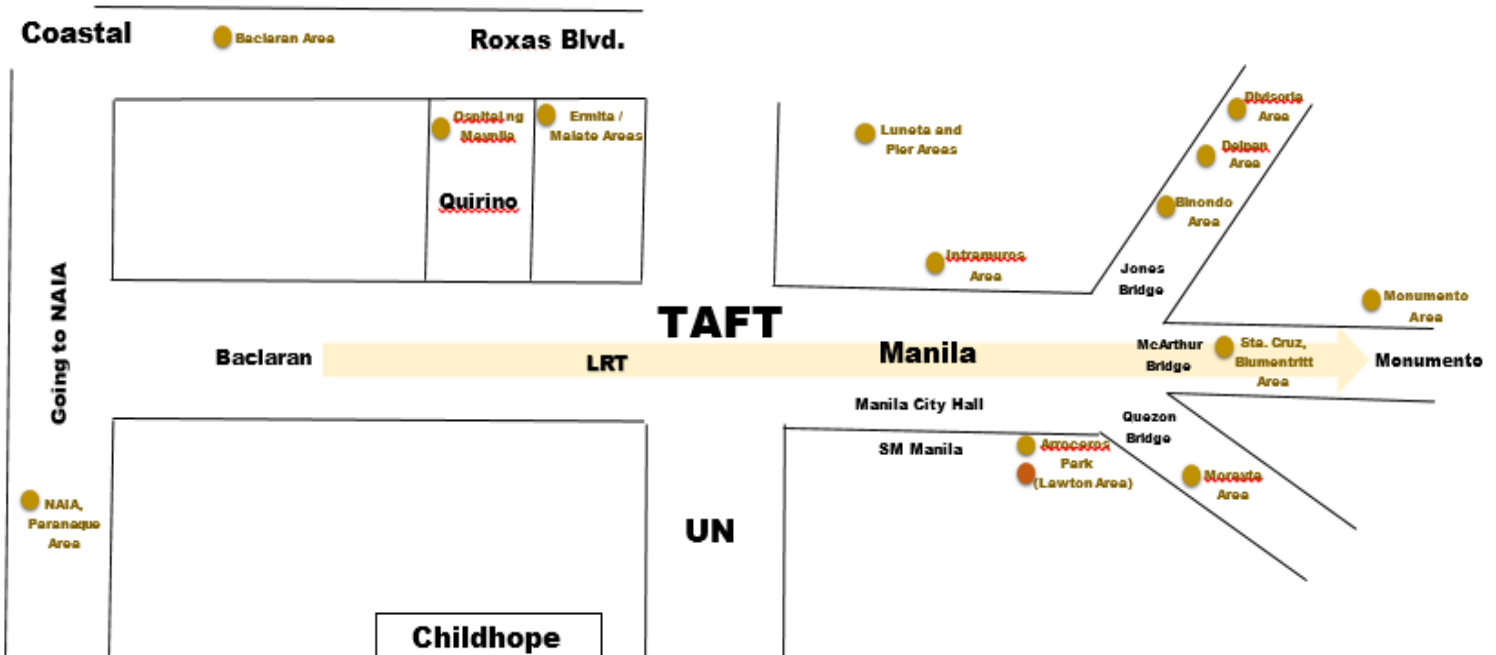 Coastal
Baclaran Area
Roxas Blvd.
Ospital ng
Maynila
Ermita /
Malate Areas
Quirino
Luneta and
Pier Areas
Divisoria
Area
Delpan
Area
Binondo
Area
Intramuros
Area
Jones
Bridge
Going to NAIA
TAFT
Monumento
Area
Baclaran
LRT
Manila
McArthur
Bridge
Ste. Cruz,
Blumentritt
Area
Monumento
Manila City Hall
SM Manila
Quezon
Bridge
Arroceros
Park
(Lawton Area)
Morayta
Area
NAIA,
Paranaque
Area
UN
Childhope